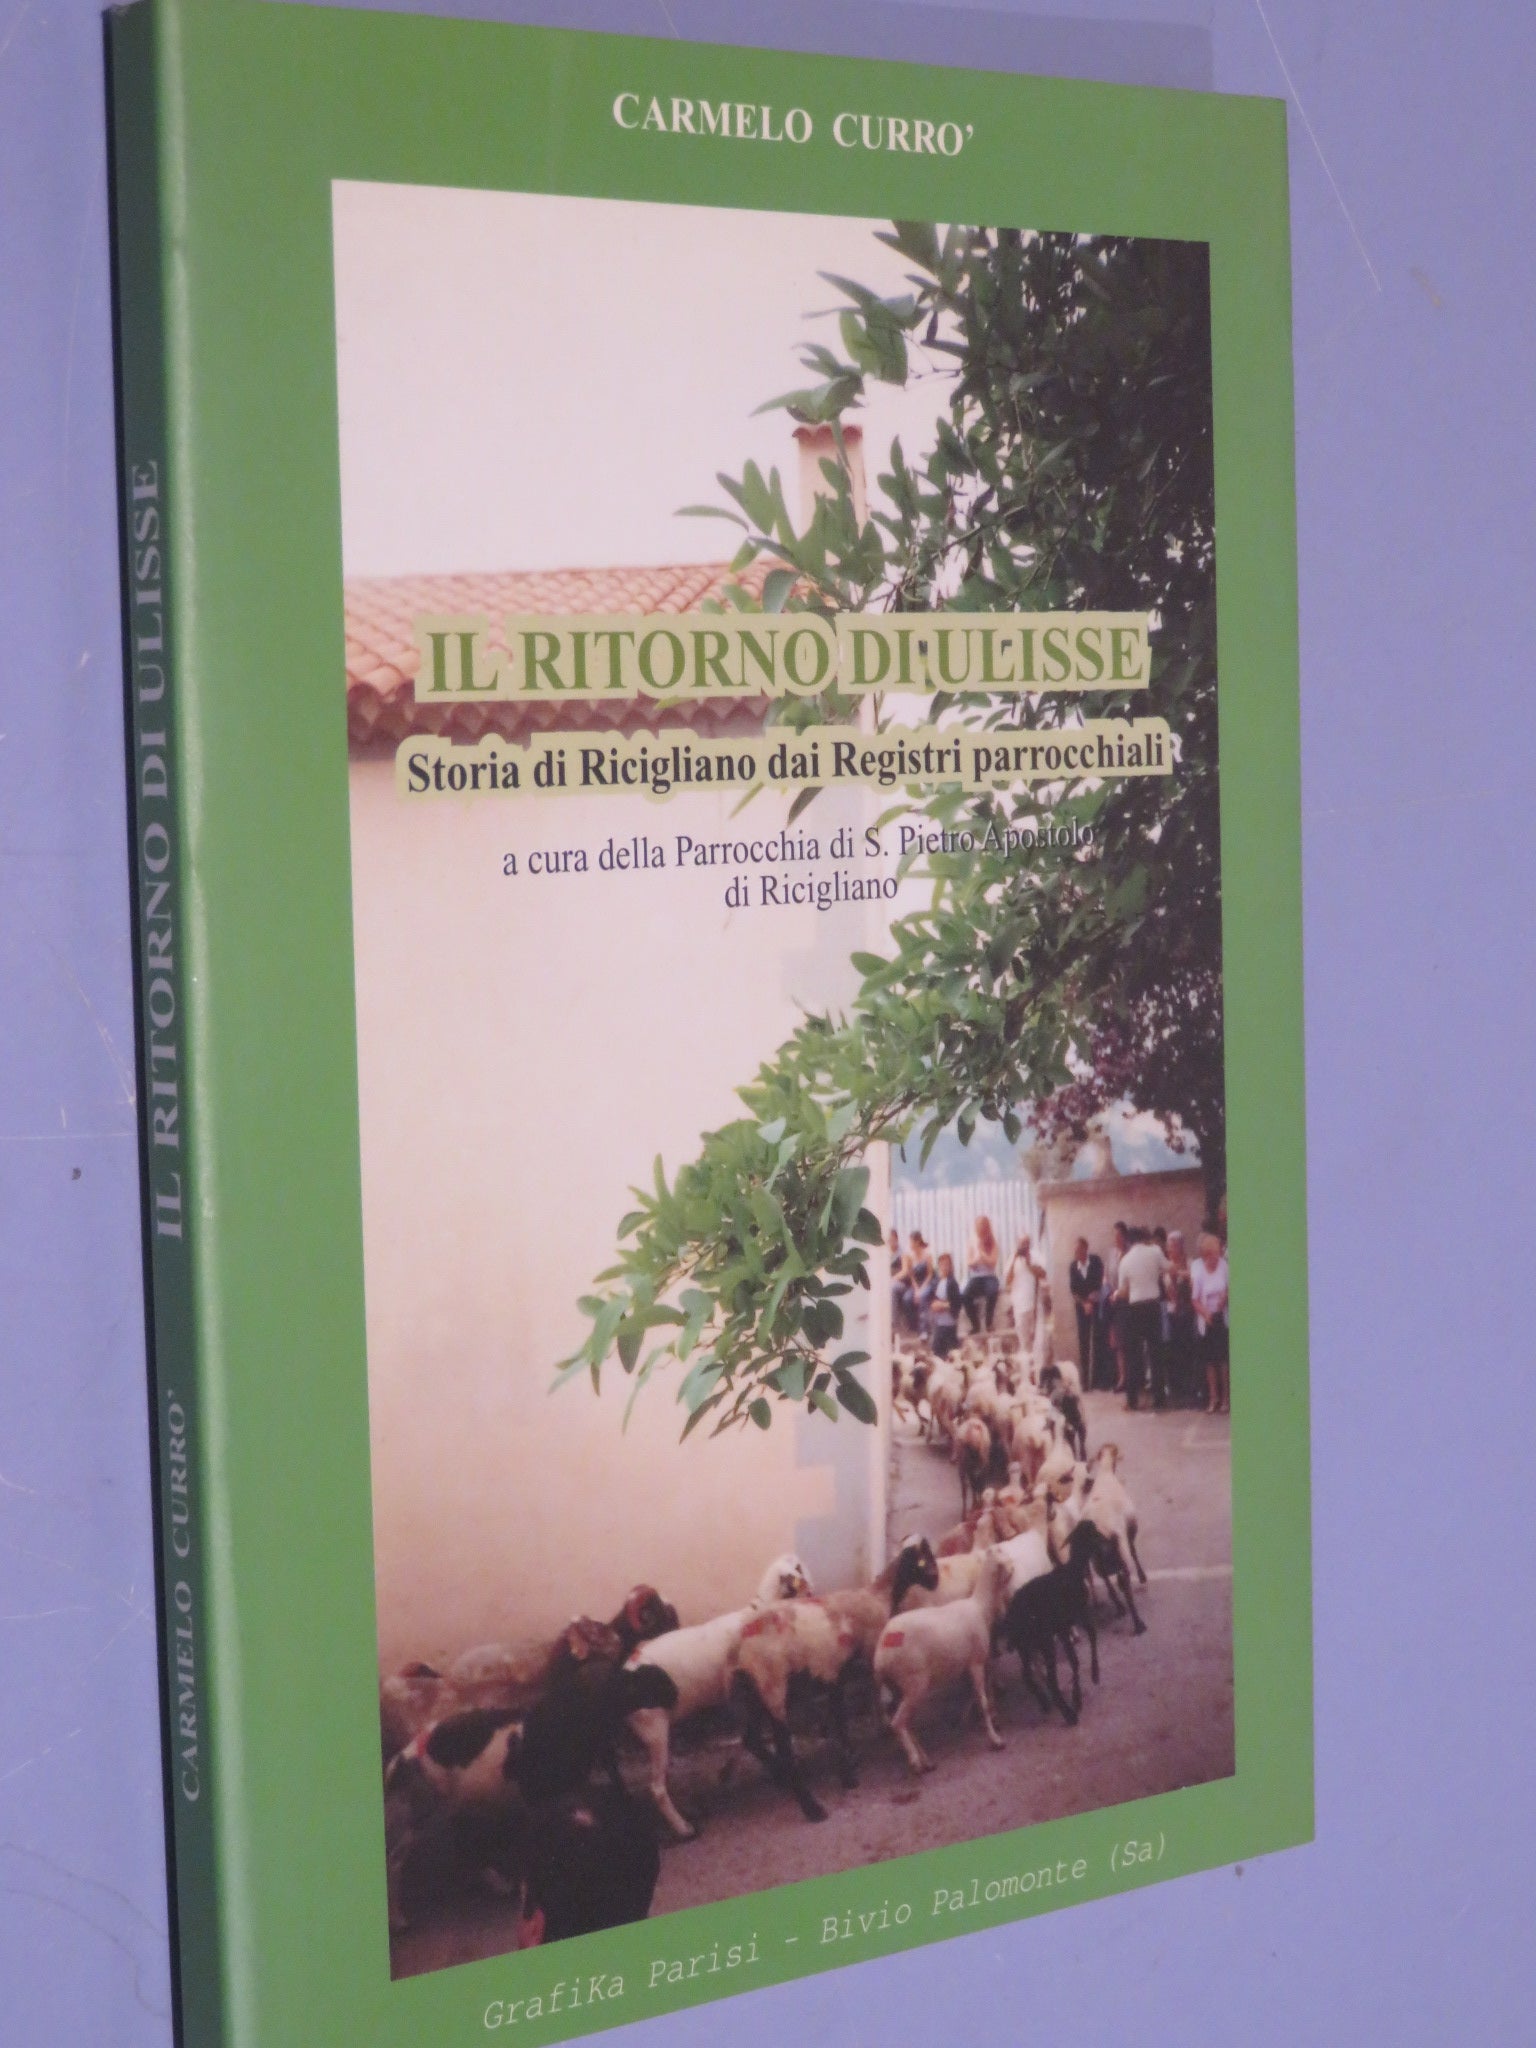 CARMELO CURRO'
IL RITORNO DI ULISSE
Storia di Ricigliano dai Registri parrocchiali
a cura della Parrocchia di S. Pietro Apostolo
di Ricigliano
GrafiKa Parisi - Bivio Palomonte (Sa)
CARMELO CURRO' IL RITORNO DI ULISSE